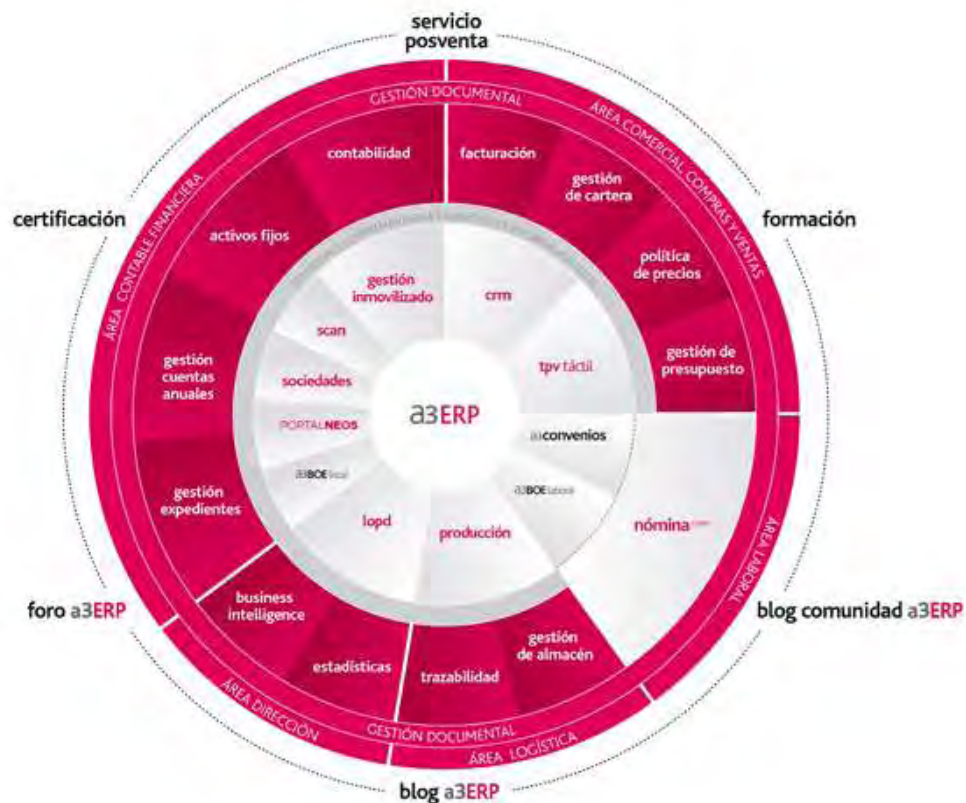 servicio
posventa
GESTIÓN DOCUMENTAL
ÁREA COMERCIAL, COMPRAS Y VENTAS
ÁREA CONTABLE FINANCIERA
contabilidad
facturación
gestión
de cartera
certificación
formación
activos fijos
política
de precios
gestión
inmovilizado
crm
scan
gestión de
presupuesto
gestión
cuentas
anuales
sociedades
tpv táctil
PORTALNEOS
a3ERP
a3convenios
a3BOE local
a3BOE laboral
gestión
expedientes
lopd
producción
nómina
ÁREA LABORAL
foro a3ERP
business
intelligence
blog comunidad a3ERP
gestión
de almacén
estadísticas
trazabilidad
ÁREA DIRECCIÓN
GESTIÓN DOCUMENTAL
ÁREA LOGÍSTICA
blog a3ERP